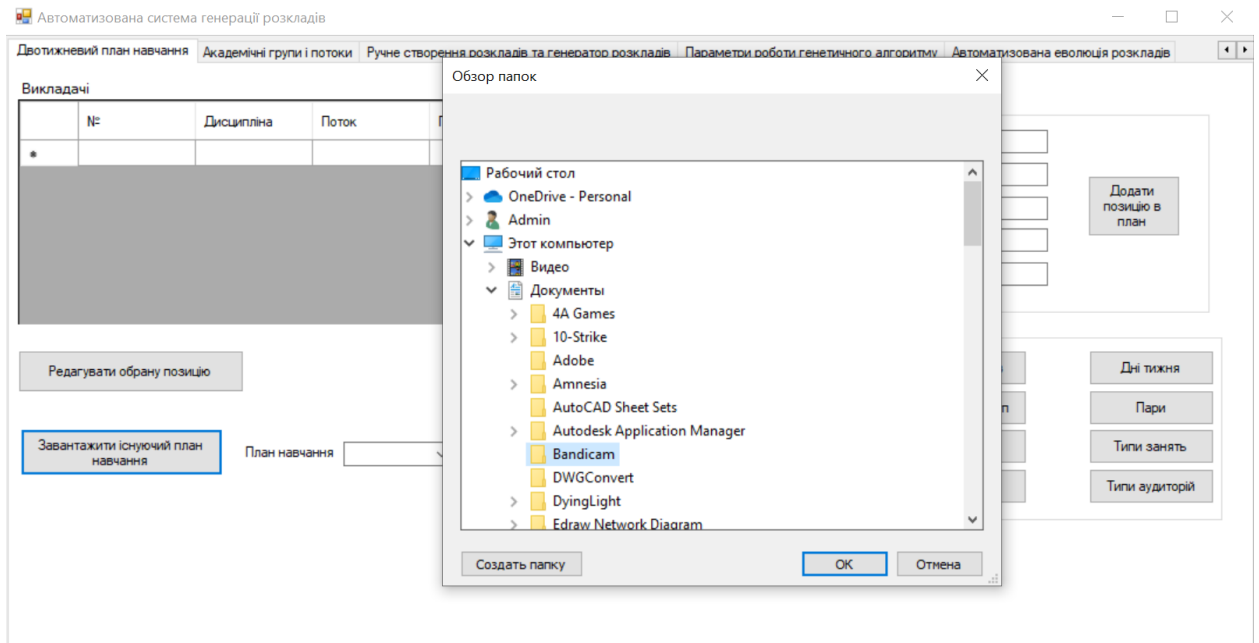 Автоматизована система генерації розкладів
Двотижневий план навчання Академічні групи і потоки Ручне створення розкладів та генератор розкладів Параметри роботи генетичного алгоритму Автоматизована еволюція розкладів
Викладачі
№ Дисципліна Поток
Обзор папок
Рабочий стол
OneDrive - Personal
Admin
Этот компьютер
Видео
Документы
4A Games
10-Strike
Adobe
Amnesia
AutoCAD Sheet Sets
Autodesk Application Manager
Bandicam
DWGConvert
DyingLight
Edraw Network Diagram
Создать папку
ОК
Отмена
Додати
позицію в
план
Редагувати обрану позицію
Завантажити існуючий план
навчання
План навчання
Дні тижня
Пари
Типи занять
Типи аудиторій